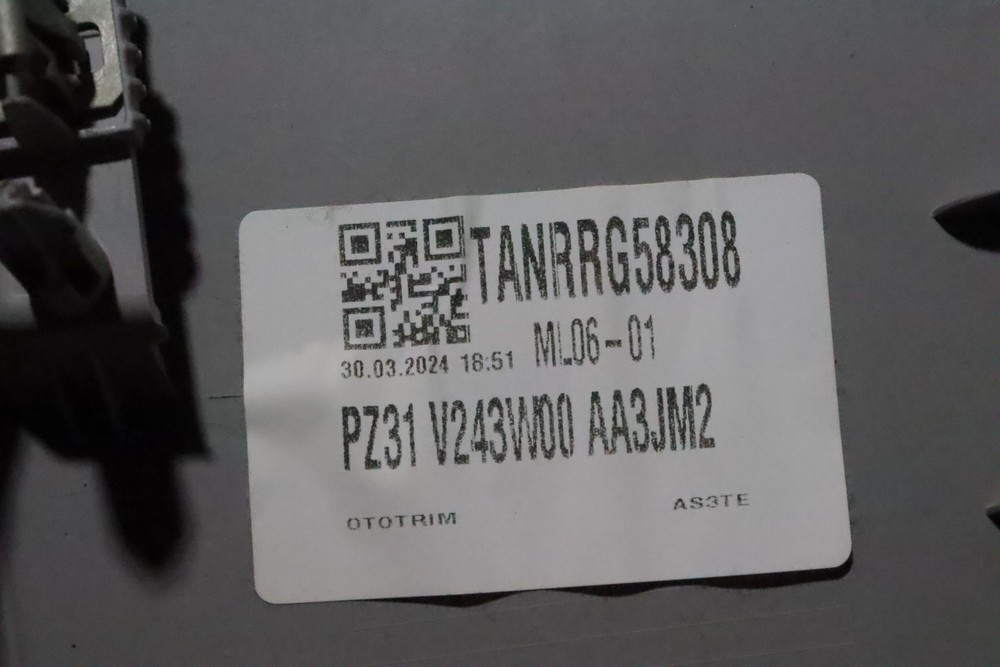 TANRRG58308
ML06-01
30.03.2024 18:51
PZ31 V243W00 AA3JM2
OTOTRIM
AS3TE